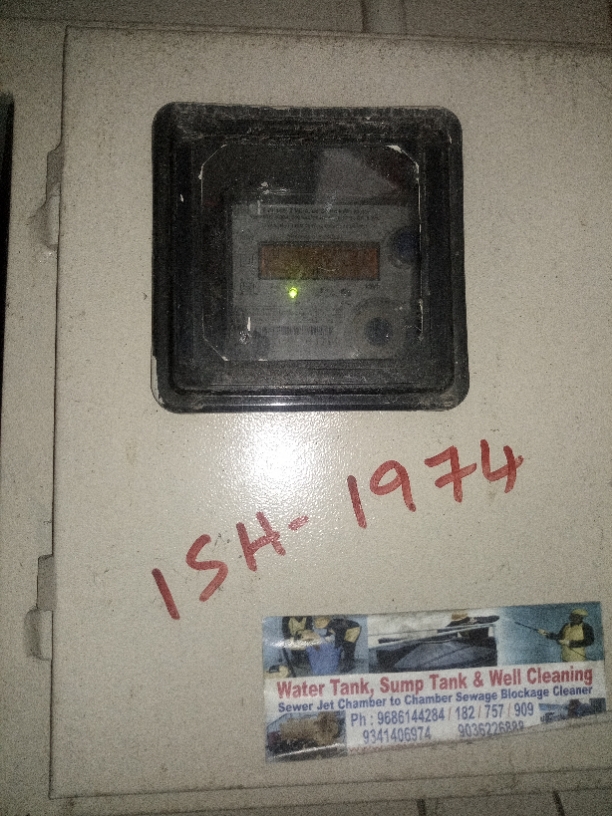 ISH-1974
Water Tank, Sump Tank & Well Cleaning
Sewer Jet Chamber to Chamber Sewage Blockage Cleaner
Ph : 9686144284 / 182 / 757 / 909
9341406974